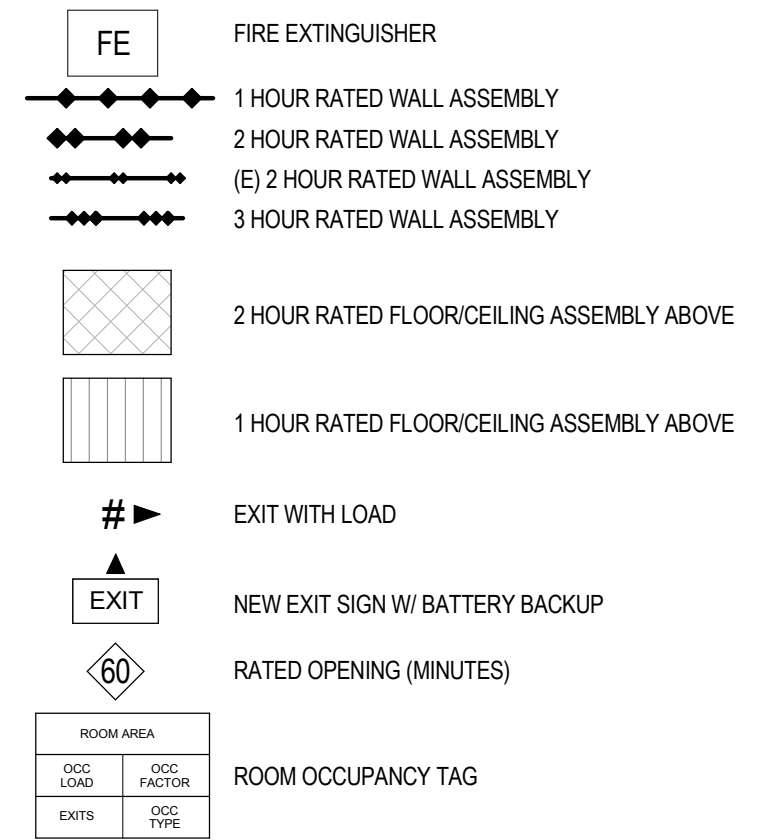 FE FIRE EXTINGUISHER
1 HOUR RATED WALL ASSEMBLY
2 HOUR RATED WALL ASSEMBLY
(E) 2 HOUR RATED WALL ASSEMBLY
3 HOUR RATED WALL ASSEMBLY
2 HOUR RATED FLOOR/CEILING ASSEMBLY ABOVE
1 HOUR RATED FLOOR/CEILING ASSEMBLY ABOVE
# EXIT WITH LOAD
EXIT NEW EXIT SIGN W/ BATTERY BACKUP
60 RATED OPENING (MINUTES)
ROOM AREA
OCC LOAD
OCC FACTOR
EXITS
OCC TYPE
ROOM OCCUPANCY TAG